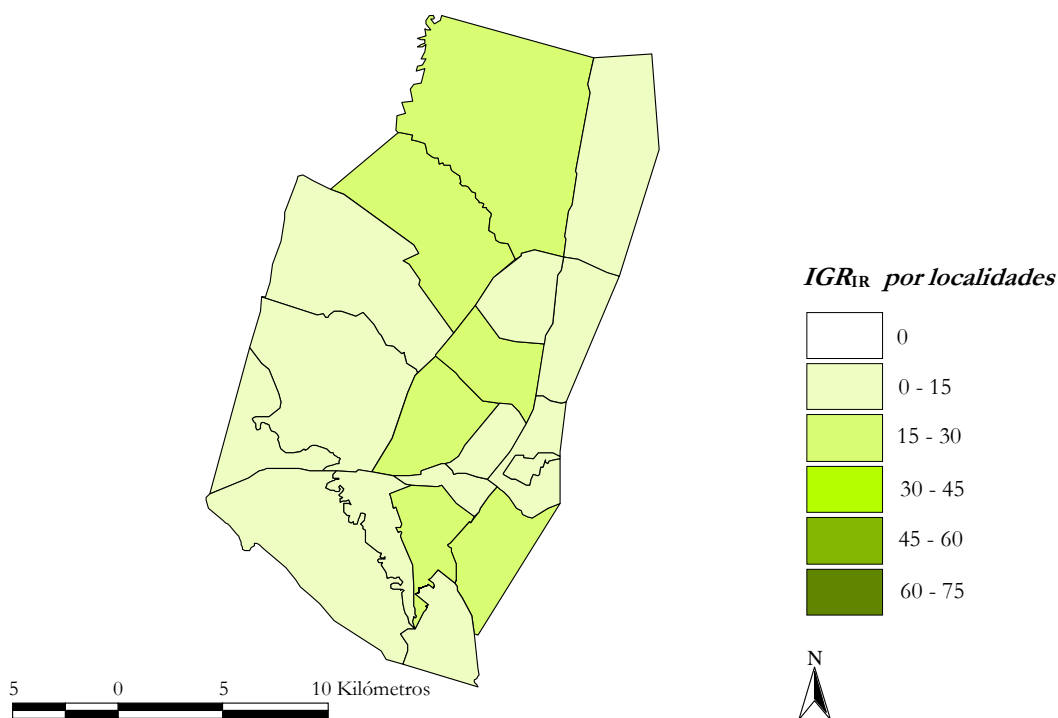 IGRIR por localidades
0
0 - 15
15 - 30
30 - 45
45 - 60
60 - 75
N
5 0 5 10 Kilómetros